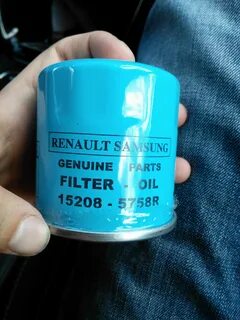 RENAULT SAMSUNG
GENUINE PARTS
FILTER - OIL
15208 - 5758R